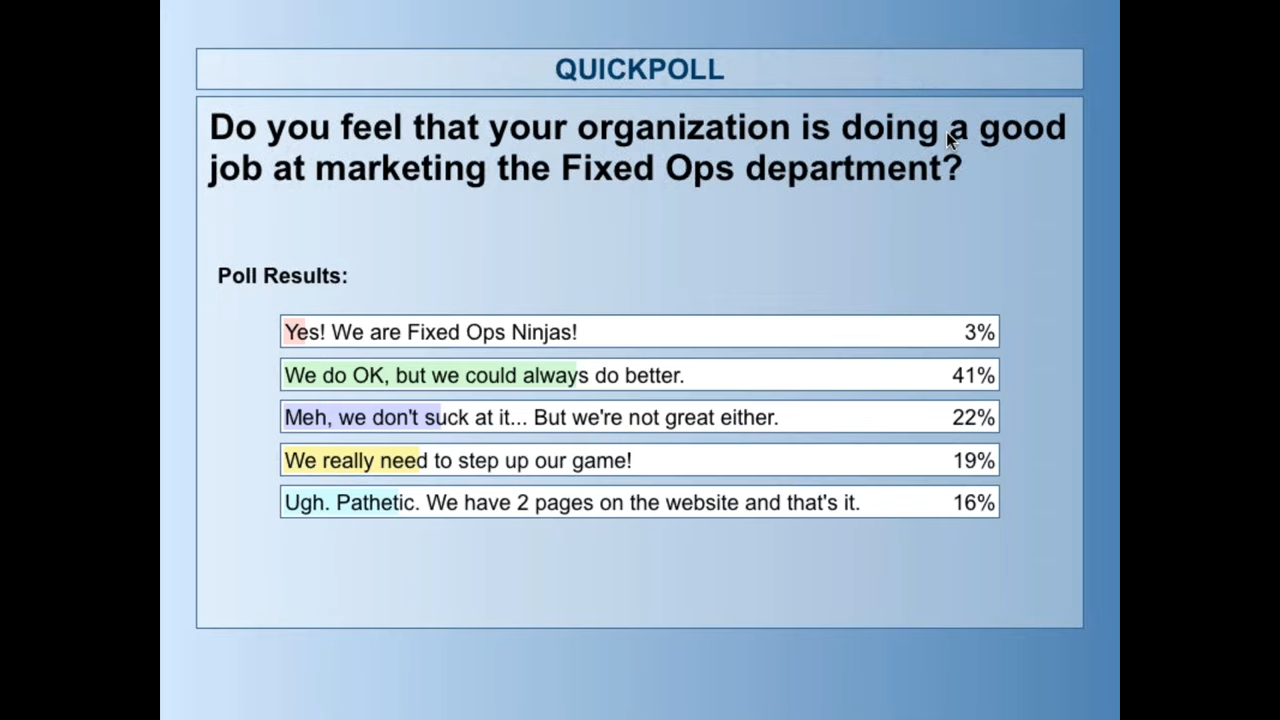 QUICKPOLL
Do you feel that your organization is doing a good
job at marketing the Fixed Ops department?
Poll Results:
Yes! We are Fixed Ops Ninjas! 3%
We do OK, but we could always do better. 41%
Meh, we don't suck at it... But we're not great either. 22%
We really need to step up our game! 19%
Ugh. Pathetic. We have 2 pages on the website and that's it. 16%